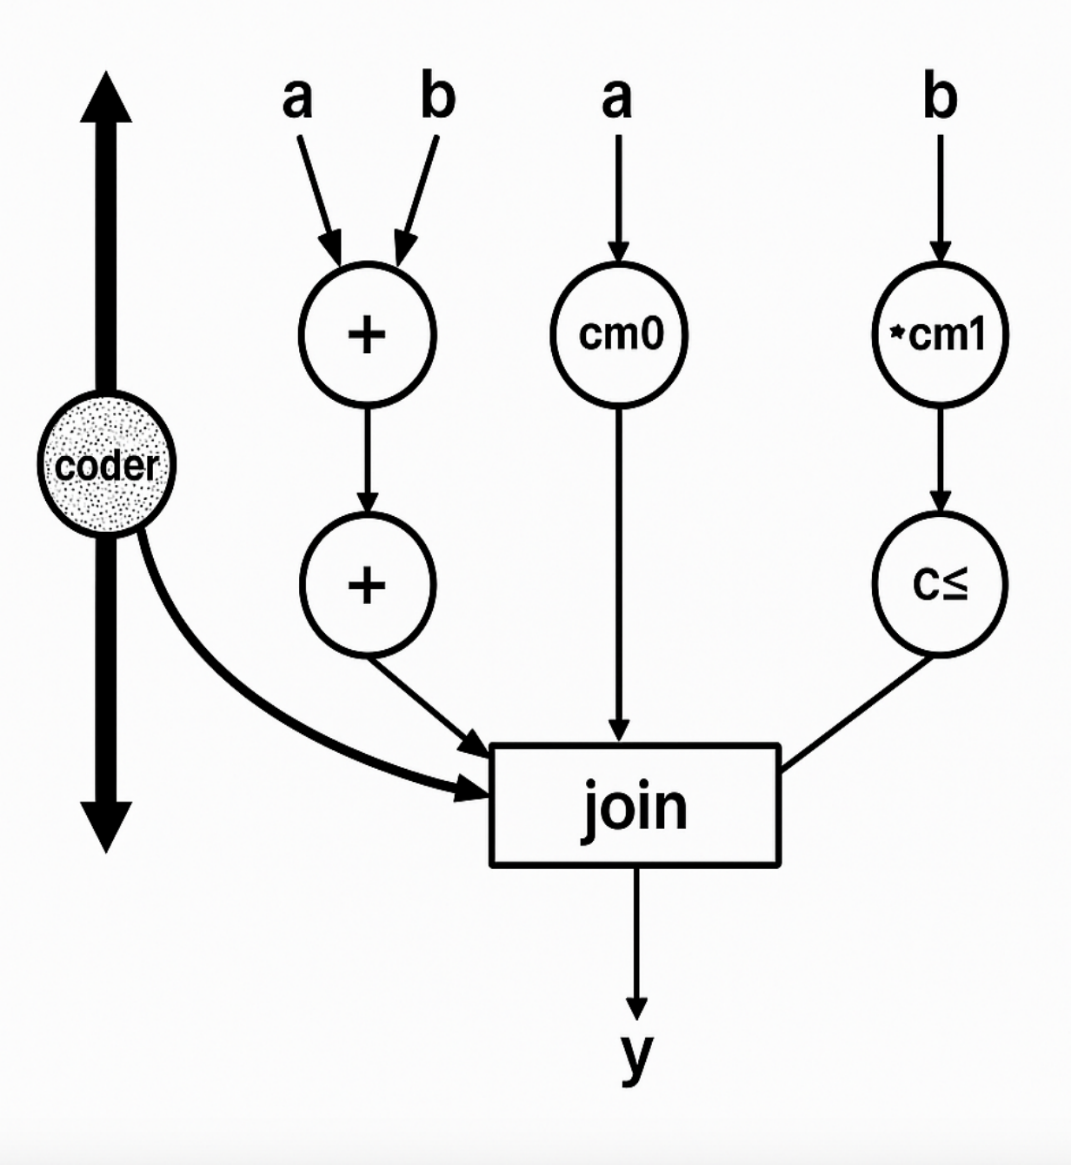 a b a b
+ cm0 *cm1
coder
+ c≤
join
y